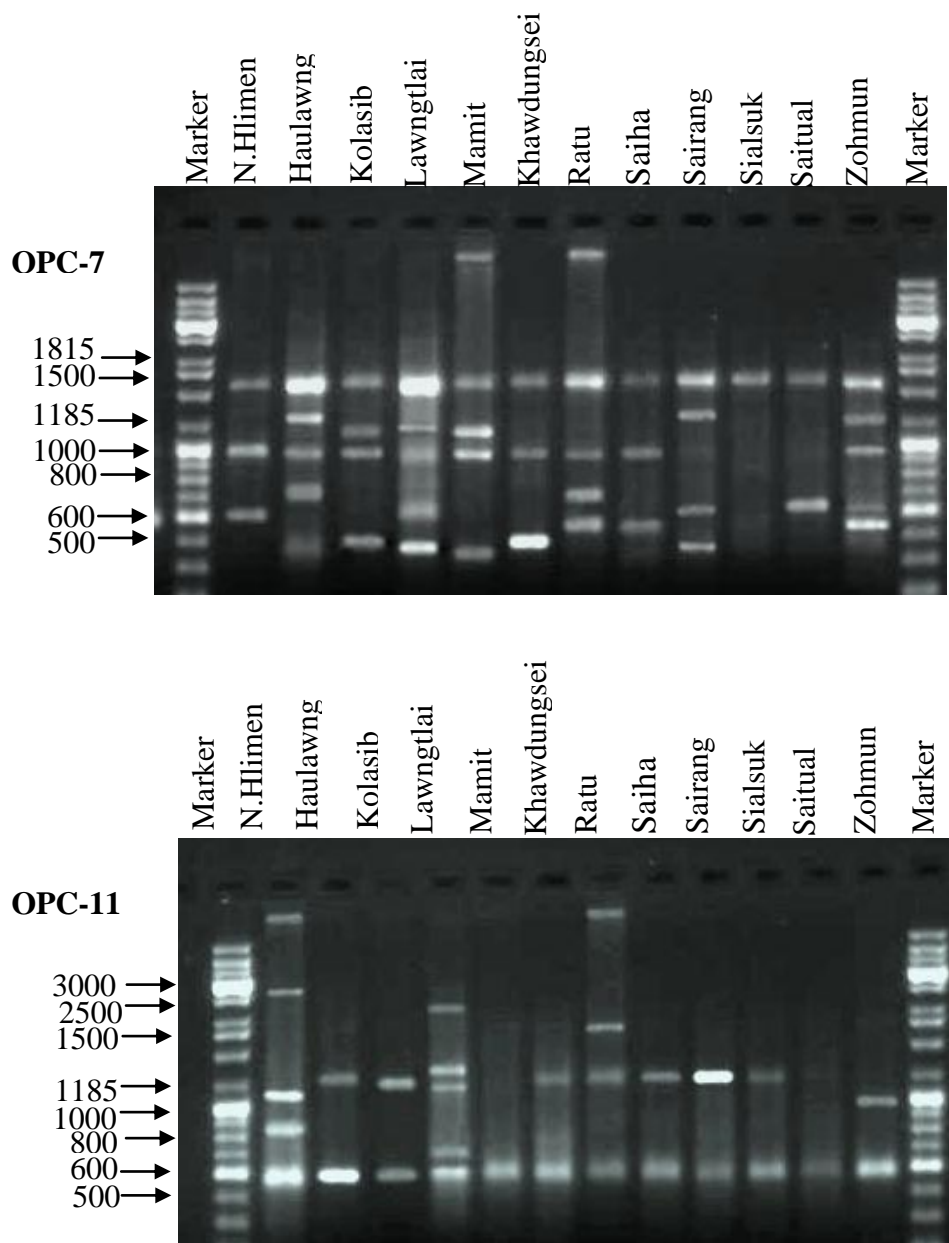 Marker
N.Hlimen
Haulawng
Kolasib
Lawngtlai
Mamit
Khawdungsei
Ratu
Saiha
Sairang
Sialsuk
Saitual
Zohmun
Marker
OPC-7
1815
1500
1185
1000
800
600
500
Marker
N.Hlimen
Haulawng
Kolasib
Lawngtlai
Mamit
Khawdungsei
Ratu
Saiha
Sairang
Sialsuk
Saitual
Zohmun
Marker
OPC-11
3000
2500
1500
1185
1000
800
600
500